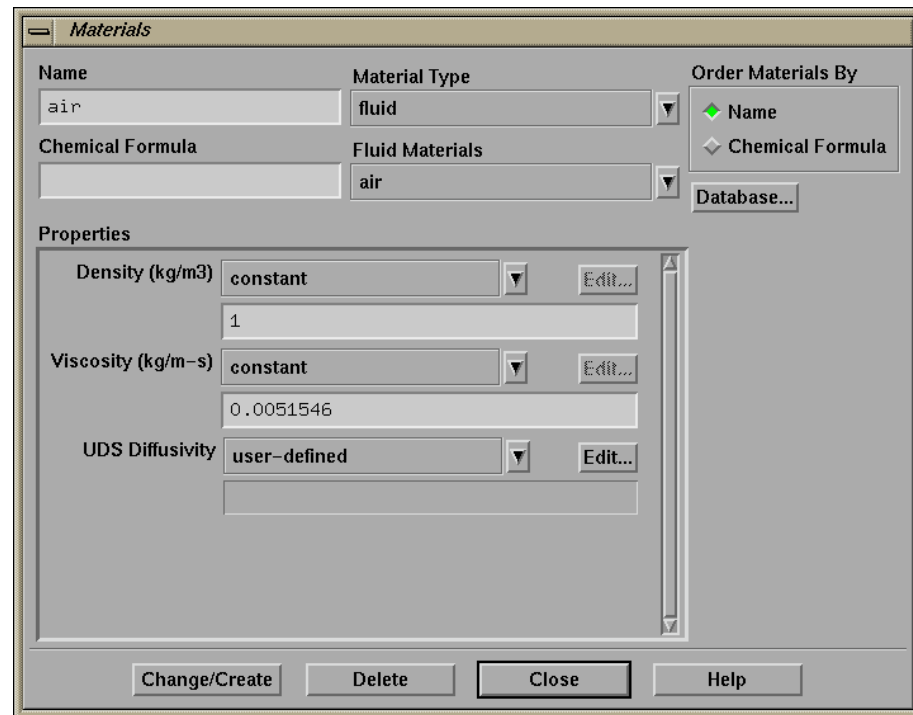 Materials
Name
Material Type
Order Materials By
air
fluid
Name
Chemical Formula
Fluid Materials
Chemical Formula
air
Database...
Properties
Density (kg/m3) constant Edit...
1
Viscosity (kg/m−s) constant Edit...
0.0051546
UDS Diffusivity user−defined Edit...
Change/Create Delete Close Help